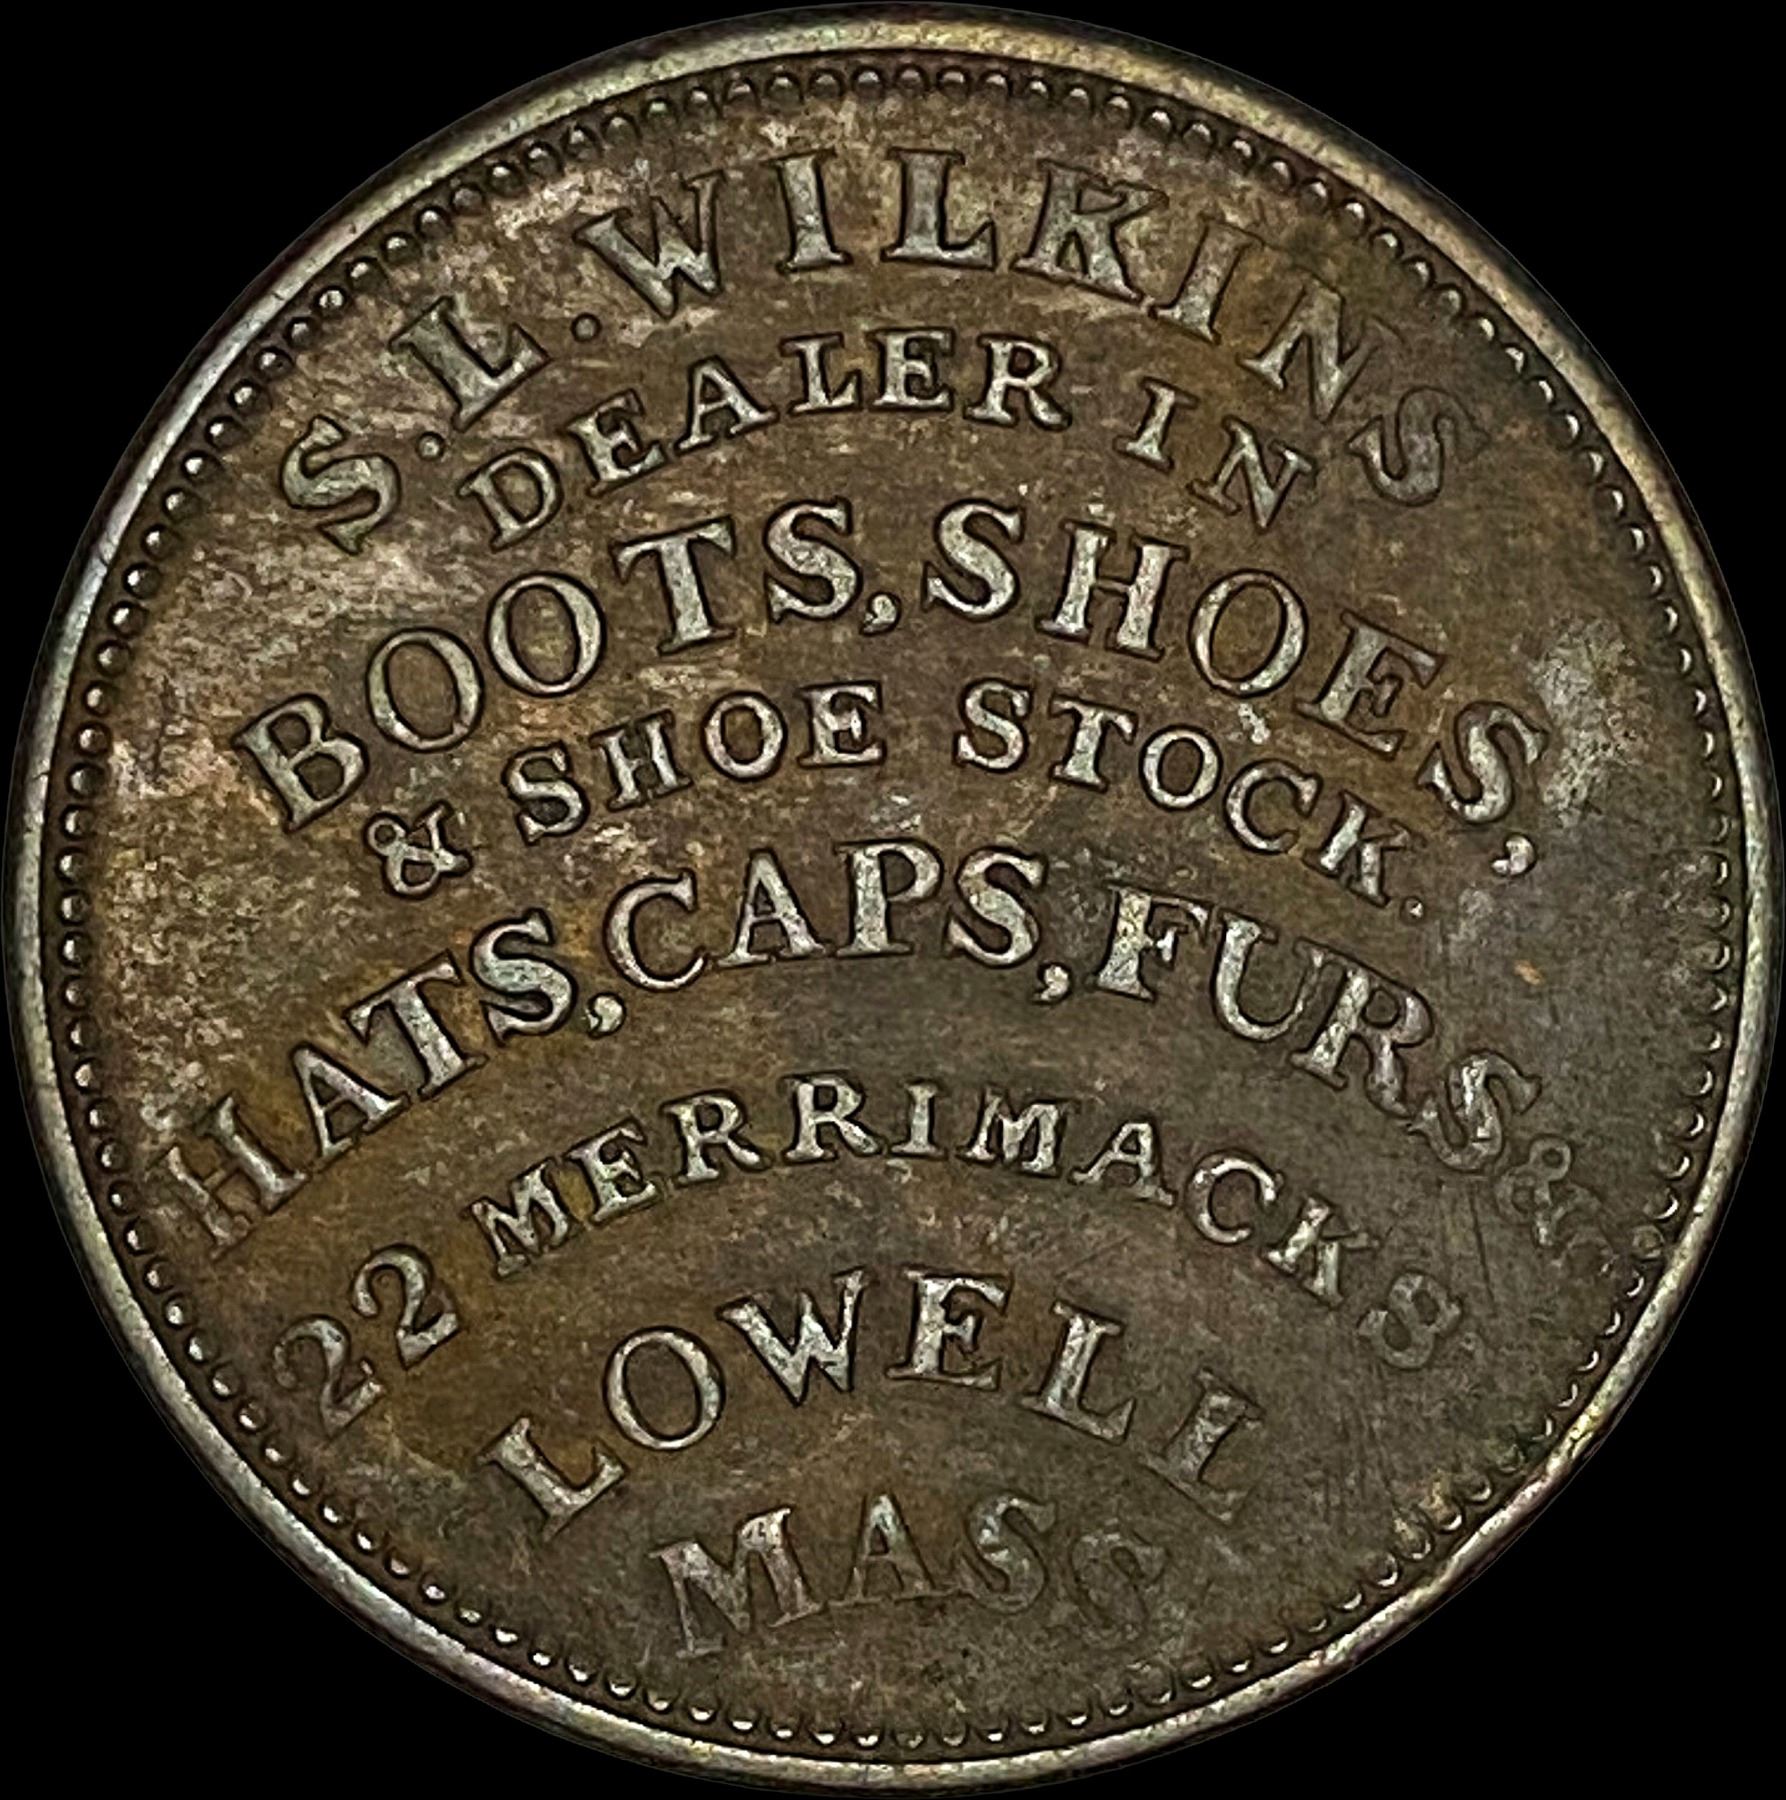 S.L.WILKINS
DEALER IN
BOOTS, SHOES,
& SHOE STOCK.
HATS, CAPS, FURS &
22 MERRIMACK
LOWELL
MASS